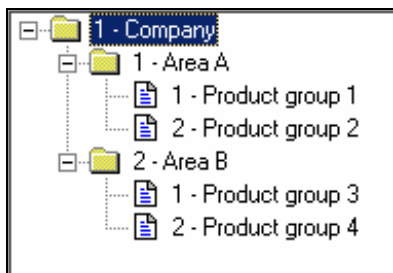 1 - Company
1 - Area A
1 - Product group 1
2 - Product group 2
2 - Area B
1 - Product group 3
2 - Product group 4